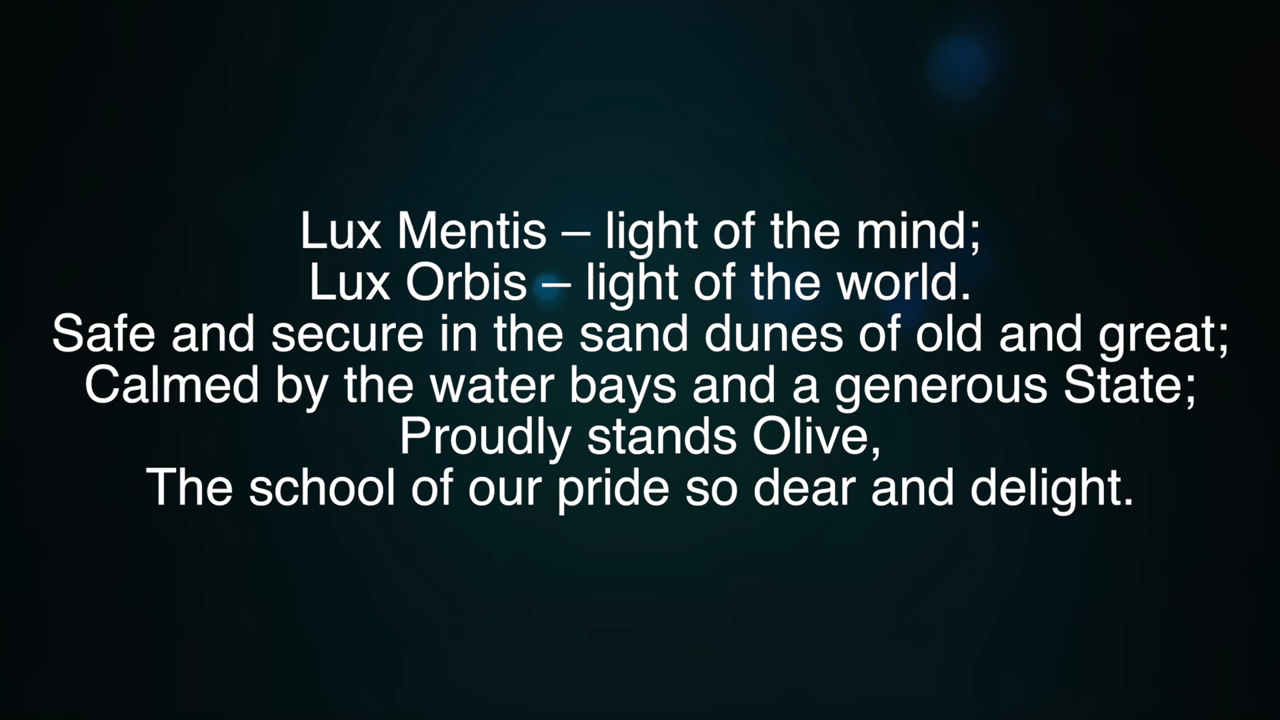 Lux Mentis – light of the mind;
Lux Orbis – light of the world.
Safe and secure in the sand dunes of old and great;
Calmed by the water bays and a generous State;
Proudly stands Olive,
The school of our pride so dear and delight.